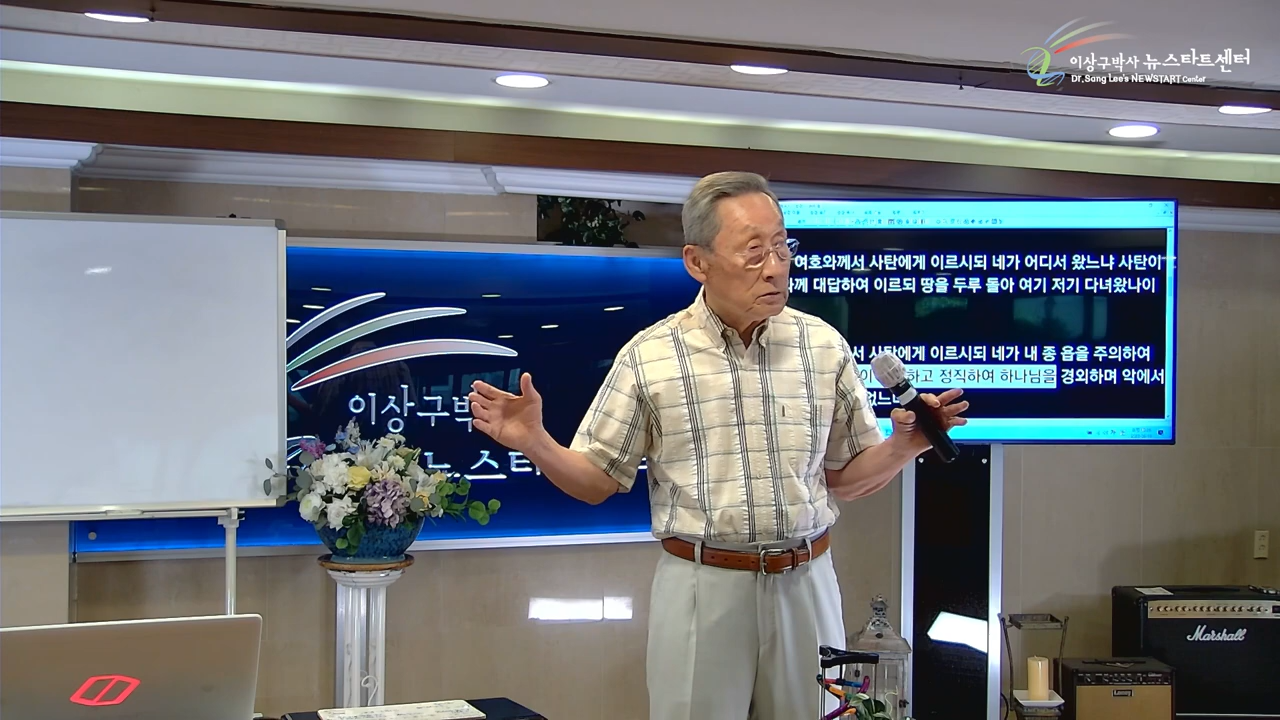 이상구박사 뉴스타트센터
Dr.Sang Lee's NEWSTART Center
여호와께서 사탄에게 이르시되 네가 어디서 왔느냐 사탄이
대답하여 이르되 땅을 두루 돌아 여기 저기 다녀왔나이
사탄에게 이르시되 네가 내 종 욥을 주의하여
하고 정직하여 하나님을 경외하며 악에서
이상구박
뉴스타
Marshall
Laney